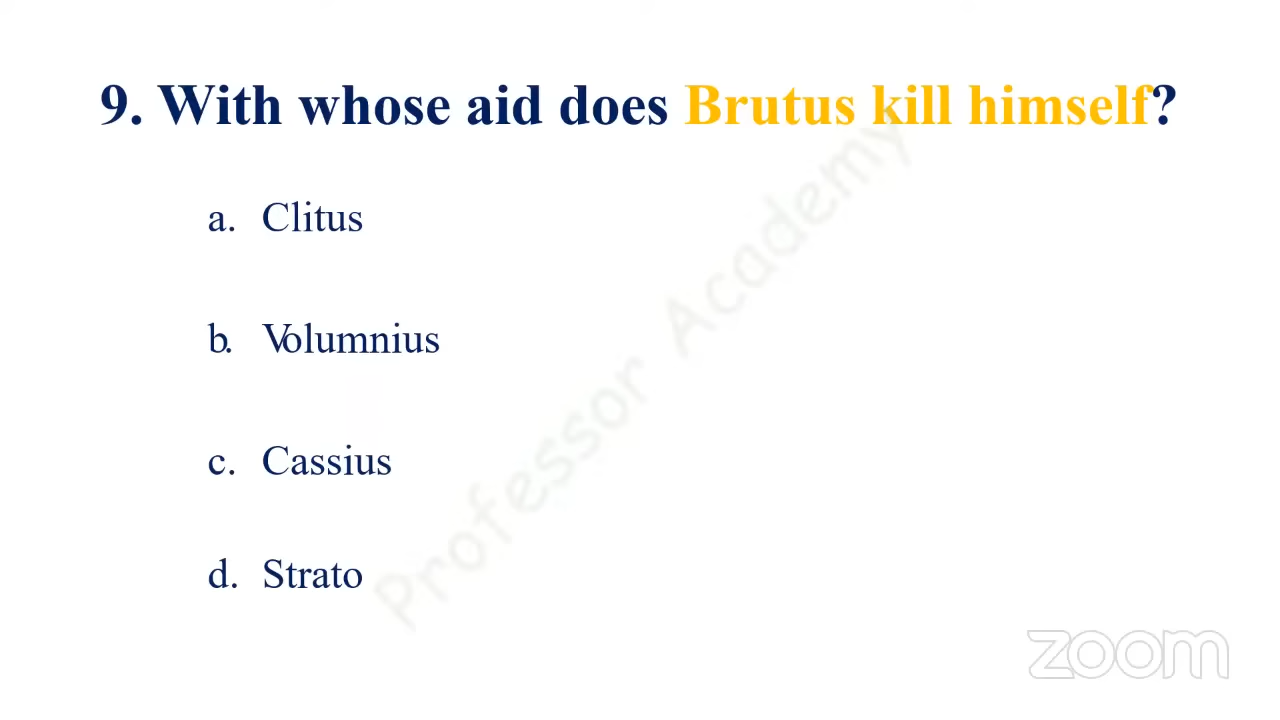 9. With whose aid does Brutus kill himself?
a. Clitus
b. Volumnius
c. Cassius
d. Strato
Professor Academy
zoom